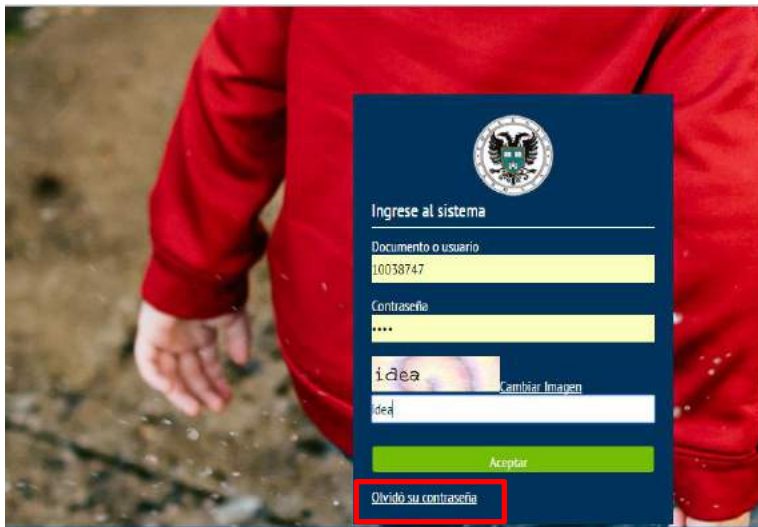 Ingrese al sistema
Documento o usuario
10038747
Contraseña
••••
idea
Cambiar Imagen
idea
Aceptar
Olvidó su contraseña